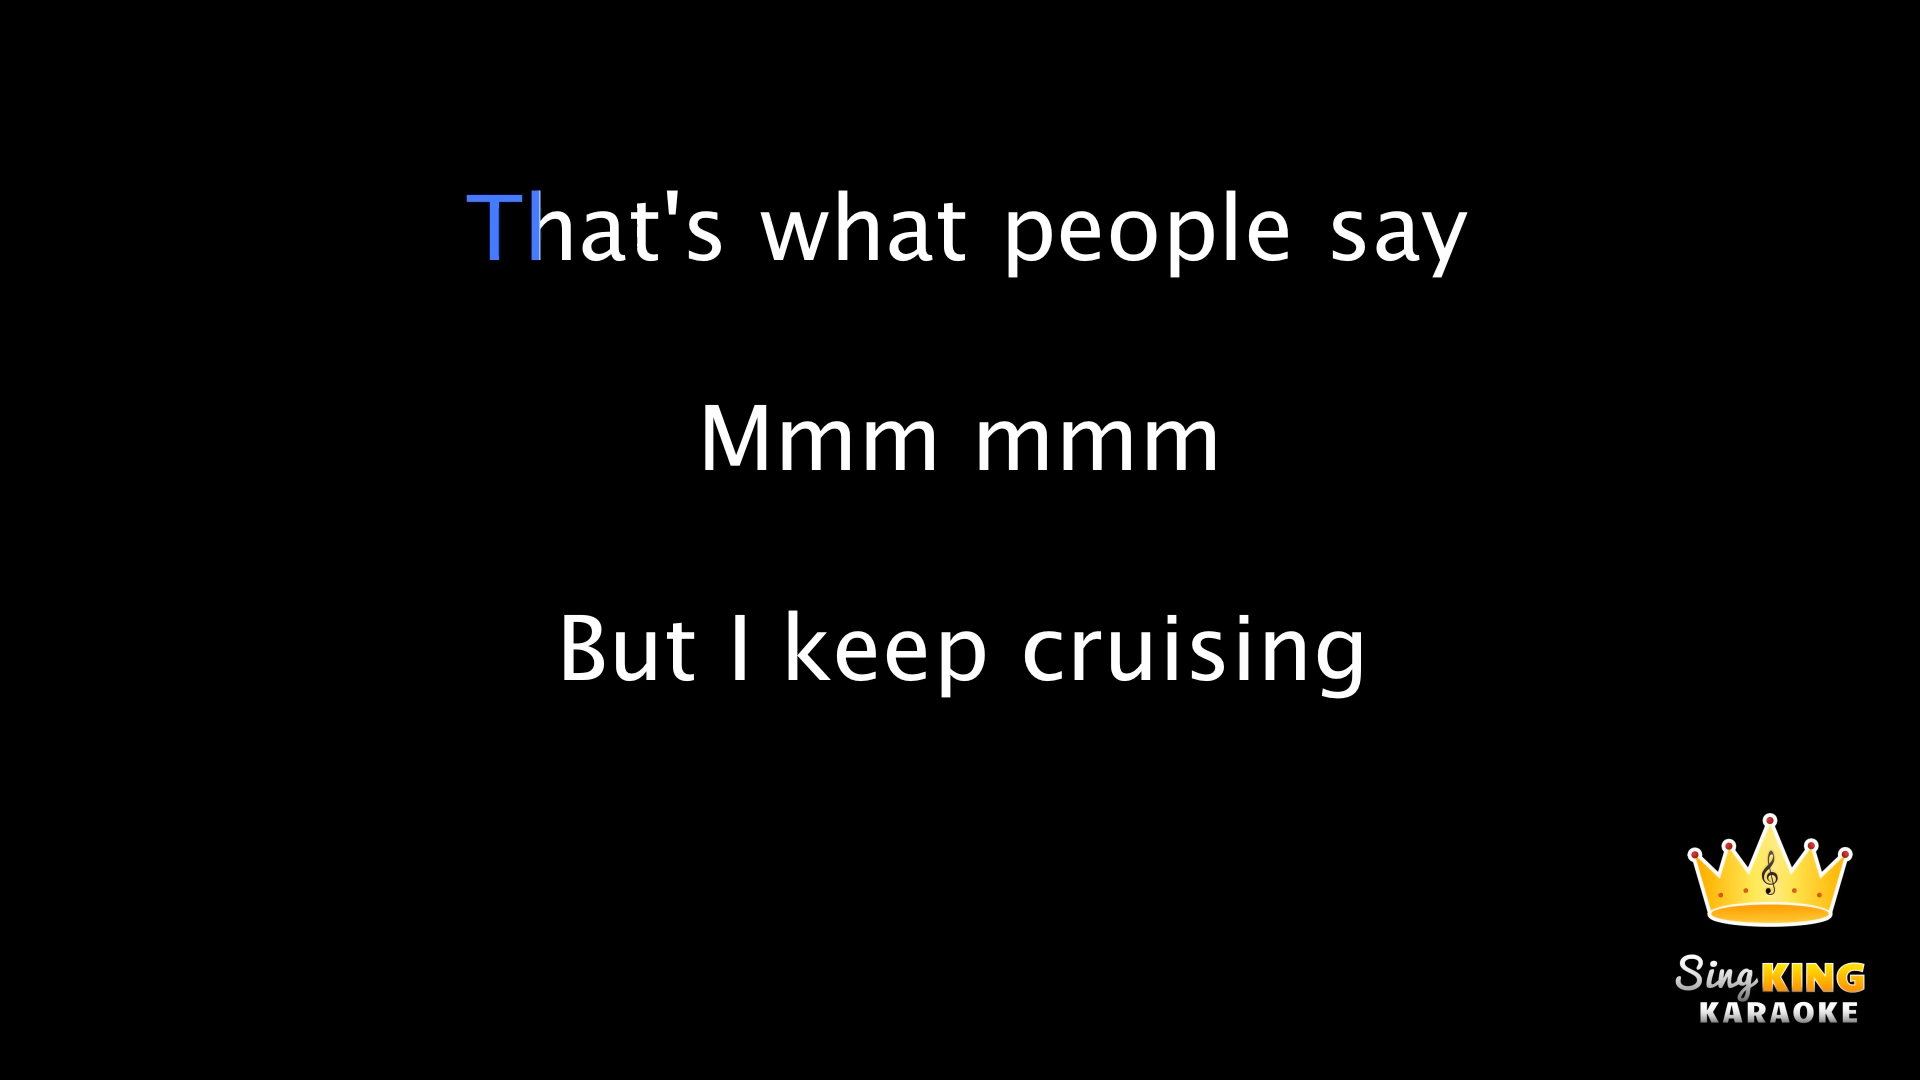 That's what people say
Mmm mmm
But I keep cruising
Sing KING
KARAOKE